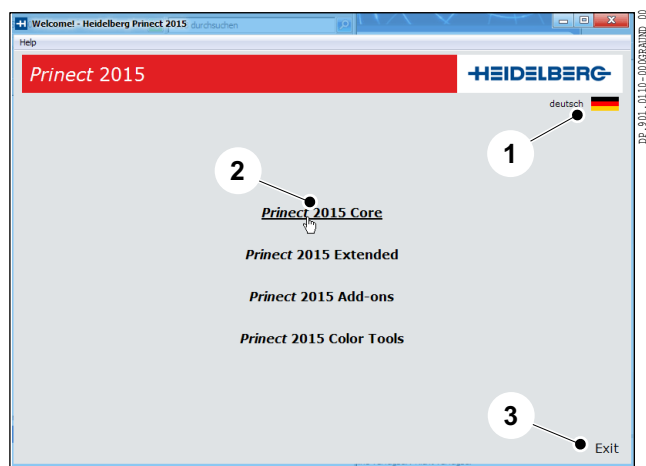 Welcome! - Heidelberg Prinect 2015 durchsuchen
Help
Prinect 2015
HEIDELBERG
deutsch
1
2
Prinect 2015 Core
Prinect 2015 Extended
Prinect 2015 Add-ons
Prinect 2015 Color Tools
3
Exit
DP.901.0110-000GRAUND 00